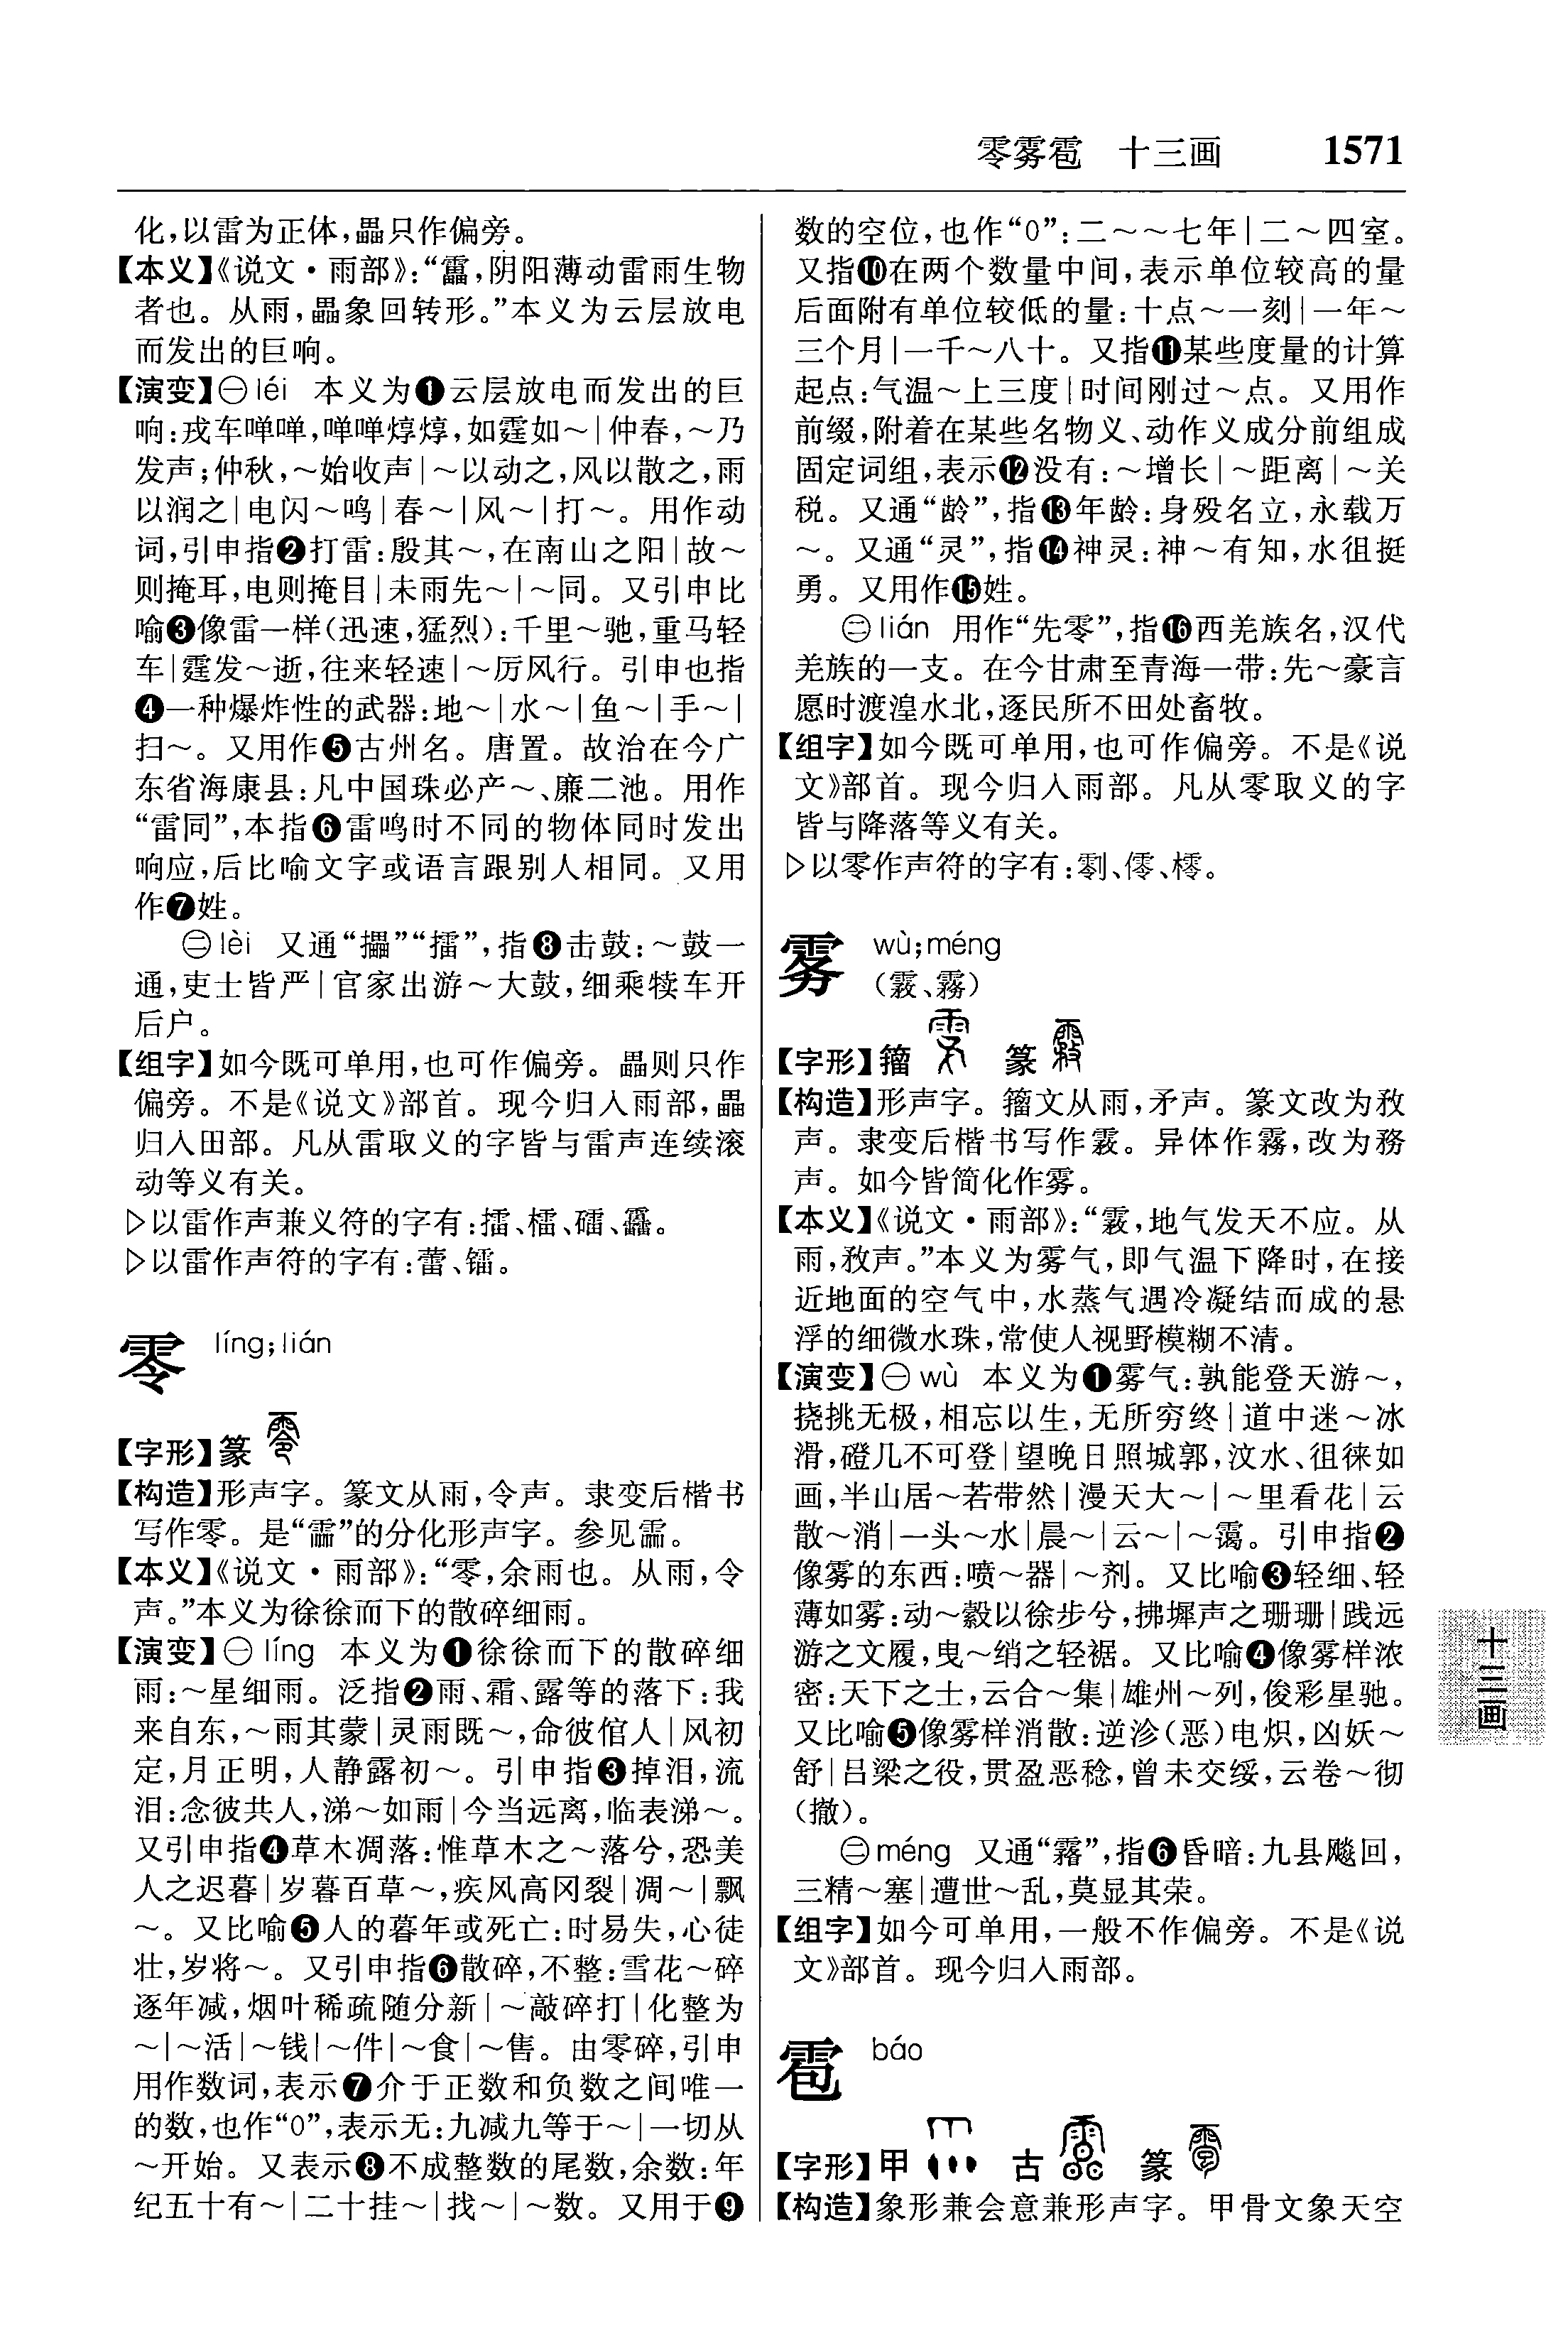 零雾雹　十三画　1571
化,以雷为正体,畾只作偏旁。
【本义】《说文·雨部》:“靁,阴阳薄动雷雨生物
者也。从雨,畾象回转形。”本义为云层放电
而发出的巨响。
【演变】㊀léi 本义为❶云层放电而发出的巨
响:戎车啴啴,啴啴焞焞,如霆如～|仲春,～乃
发声;仲秋,～始收声|～以动之,风以散之,雨
以润之|电闪～鸣|春～|风～|打～。用作动
词,引申指❷打雷:殷其～,在南山之阳|故～
则掩耳,电则掩目|未雨先～|～同。又引申比
喻❸像雷一样(迅速,猛烈):千里～驰,重马轻
车|霆发～逝,往来轻速|～厉风行。引申也指
❹一种爆炸性的武器:地～|水～|鱼～|手～|
扫～。又用作❺古州名。唐置。故治在今广
东省海康县:凡中国珠必产～、廉二池。用作
“雷同”,本指❻雷鸣时不同的物体同时发出
响应,后比喻文字或语言跟别人相同。又用
作❼姓。
㊁lèi 又通“攂”“擂”,指❽击鼓:～鼓一
通,吏士皆严|官家出游～大鼓,细乘犊车开
后户。
【组字】如今既可单用,也可作偏旁。畾则只作
偏旁。不是《说文》部首。现今归入雨部,畾
归入田部。凡从雷取义的字皆与雷声连续滚
动等义有关。
▷以雷作声兼义符的字有:擂、檑、礌、。
▷以雷作声符的字有:蕾、镭。
零 líng;lián
【字形】篆
【构造】形声字。篆文从雨,令声。隶变后楷书
写作零。是“霝”的分化形声字。参见霝。
【本义】《说文·雨部》:“零,余雨也。从雨,令
声。”本义为徐徐而下的散碎细雨。
【演变】㊀líng 本义为❶徐徐而下的散碎细
雨:～星细雨。泛指❷雨、霜、露等的落下:我
来自东,～雨其蒙|灵雨既～,命彼倌人|风初
定,月正明,人静露初～。引申指❸掉泪,流
泪:念彼共人,涕～如雨|今当远离,临表涕～。
又引申指❹草木凋落:惟草木之～落兮,恐美
人之迟暮|岁暮百草～,疾风高冈裂|凋～|飘
～。又比喻❺人的暮年或死亡:时易失,心徒
壮,岁将～。又引申指❻散碎,不整:雪花～碎
逐年减,烟叶稀疏随分新|～敲碎打|化整为
～|～活|～钱|～件|～食|～售。由零碎,引申
用作数词,表示❼介于正数和负数之间唯一
的数,也作“0”,表示无:九减九等于～|一切从
～开始。又表示❽不成整数的尾数,余数:年
纪五十有～|二十挂～|找～|～数。又用于❾
数的空位,也作“0”:二～～七年|二～四室。
又指❿在两个数量中间,表示单位较高的量
后面附有单位较低的量:十点～一刻|一年～
三个月|一千～八十。又指⓫某些度量的计算
起点:气温～上三度|时间刚过～点。又用作
前缀,附着在某些名物义、动作义成分前组成
固定词组,表示⓬没有:～增长|～距离|～关
税。又通“龄”,指⓭年龄:身殁名立,永载万
～。又通“灵”,指⓮神灵:神～有知,水徂挺
勇。又用作⓯姓。
㊁lián 用作“先零”,指⓰西羌族名,汉代
羌族的一支。在今甘肃至青海一带:先～豪言
愿时渡湟水北,逐民所不田处畜牧。
【组字】如今既可单用,也可作偏旁。不是《说
文》部首。现今归入雨部。凡从零取义的字
皆与降落等义有关。
▷以零作声符的字有:㓖、㒉、樰。
雾 wù;méng
(䨁、霧)
【字形】籀 篆
【构造】形声字。籀文从雨,矛声。篆文改为敄
声。隶变后楷书写作䨁。异体作霧,改为務
声。如今皆简化作雾。
【本义】《说文·雨部》:“䨁,地气发天不应。从
雨,敄声。”本义为雾气,即气温下降时,在接
近地面的空气中,水蒸气遇冷凝结而成的悬
浮的细微水珠,常使人视野模糊不清。
【演变】㊀wù 本义为❶雾气:孰能登天游～,
挠挑无极,相忘以生,无所穷终|道中迷～冰
滑,磴几不可登|望晚日照城郭,汶水、徂徕如
画,半山居～若带然|漫天大～|～里看花|云
散～消|一头～水|晨～|云～|～霭。引申指❷
像雾的东西:喷～器|～剂。又比喻❸轻细、轻
薄如雾:动～縠以徐步兮,拂墀声之珊珊|践远
游之文履,曳～绡之轻裾。又比喻❹像雾样浓
密:天下之士,云合～集|雄州～列,俊彩星驰。
又比喻❺像雾样消散:逆沴(恶)电炽,凶妖～
舒|吕梁之役,贯盈恶稔,曾未交绥,云卷～彻
(撤)。
㊁méng 又通“霿”,指❻昏暗:九县飚回,
三精～塞|遭世～乱,莫显其荣。
【组字】如今可单用,一般不作偏旁。不是《说
文》部首。现今归入雨部。
雹 báo
【字形】甲 古 篆
【构造】象形兼会意兼形声字。甲骨文象天空
十三画